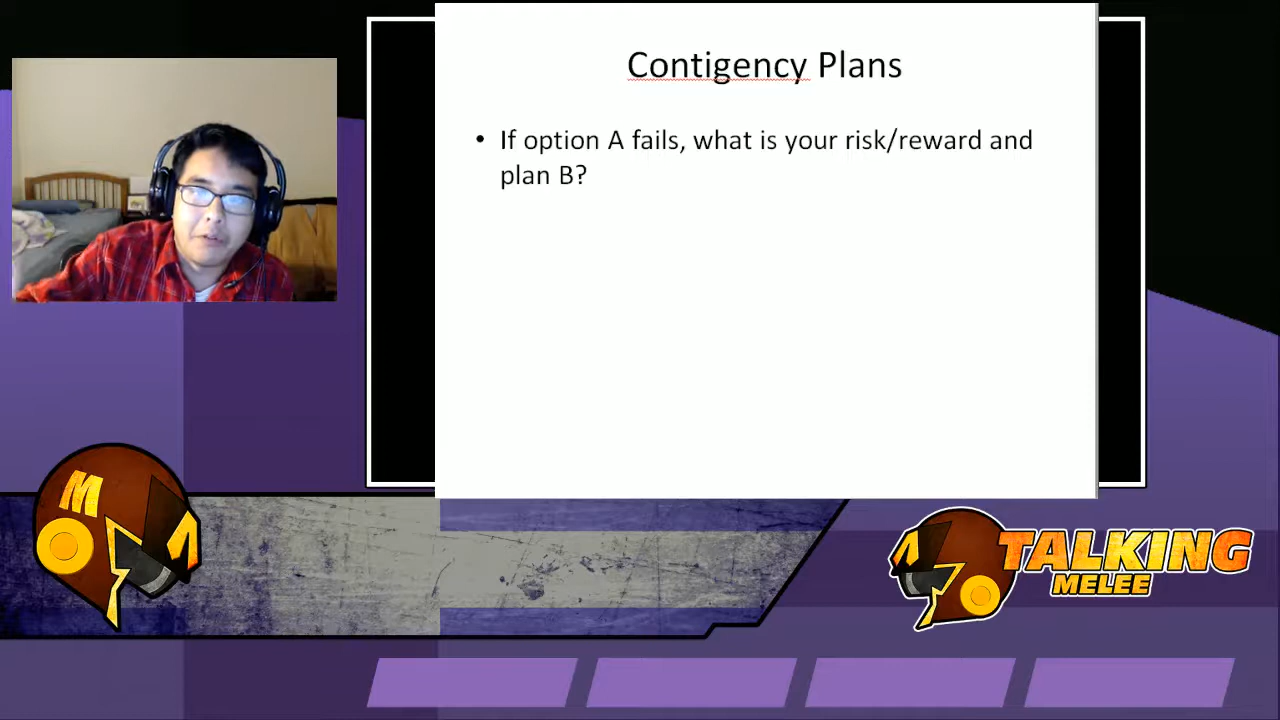 Contigency Plans
• If option A fails, what is your risk/reward and
plan B?
M
TALKING
MELEE